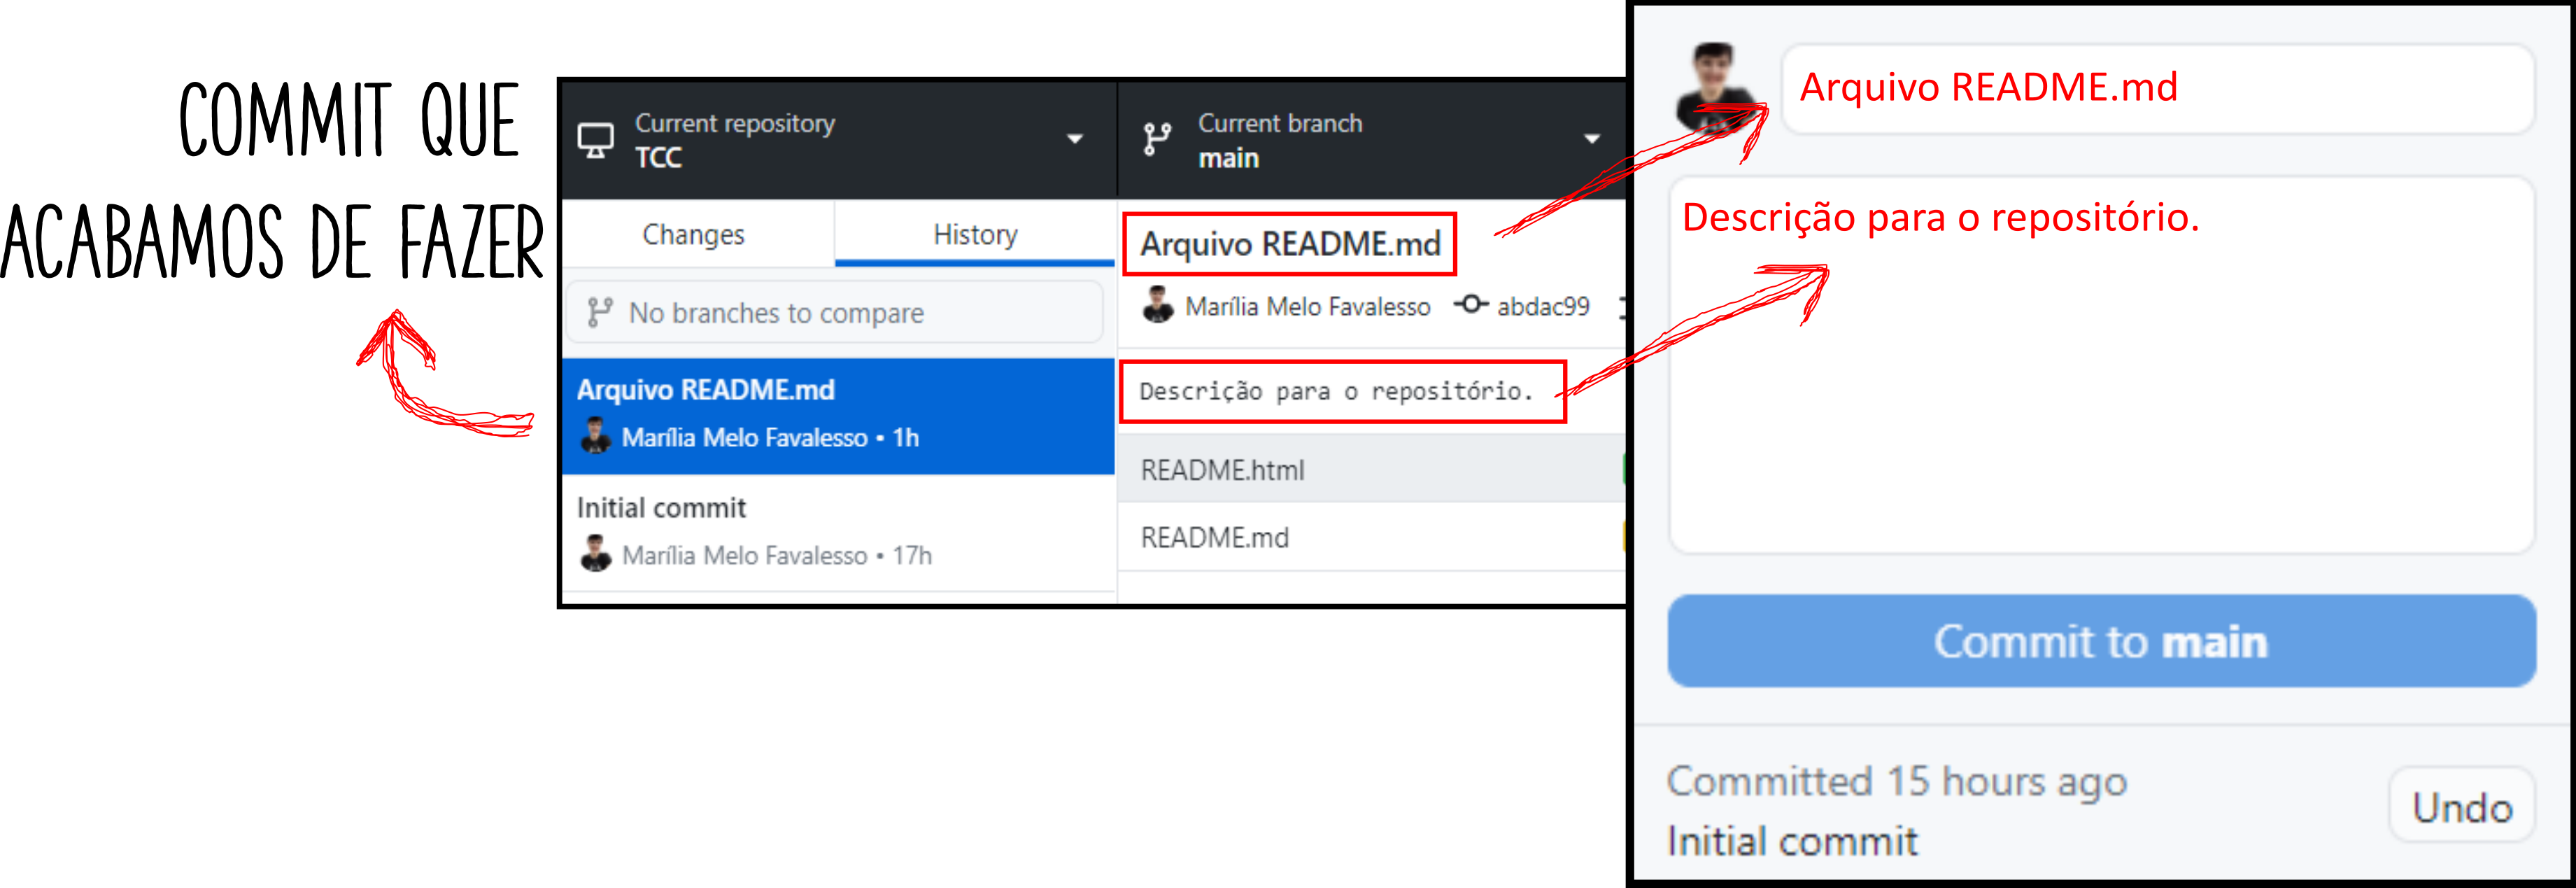 COMMIT QUE
ACABAMOS DE FAZER
Current repository
TCC
Current branch
main
Changes
History
No branches to compare
Arquivo README.md
Marília Melo Favalesso • 1h
Initial commit
Marília Melo Favalesso • 17h
Arquivo README.md
Marília Melo Favalesso abdac99
Descrição para o repositório.
README.html
README.md
Arquivo README.md
Descrição para o repositório.
Commit to main
Committed 15 hours ago
Initial commit
Undo